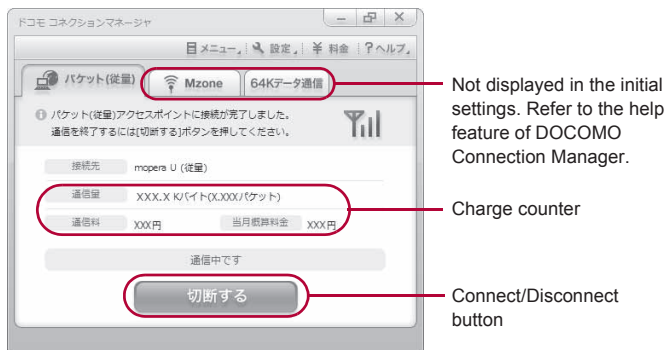 ドコモ コネクションマネージャ
メニュー 設定 ¥ 料金 ? ヘルプ
パケット(従量) Mzone 64Kデータ通信
パケット(従量)アクセスポイントに接続が完了しました。
通信を終了するには[切断する]ボタンを押してください。
接続先 mopera U (従量)
通信量 XXX.X Kバイト(X.XXXパケット)
通信料 XXX円 当月概算料金 XXX円
通信中です
切断する
Not displayed in the initial
settings. Refer to the help
feature of DOCOMO
Connection Manager.
Charge counter
Connect/Disconnect
button